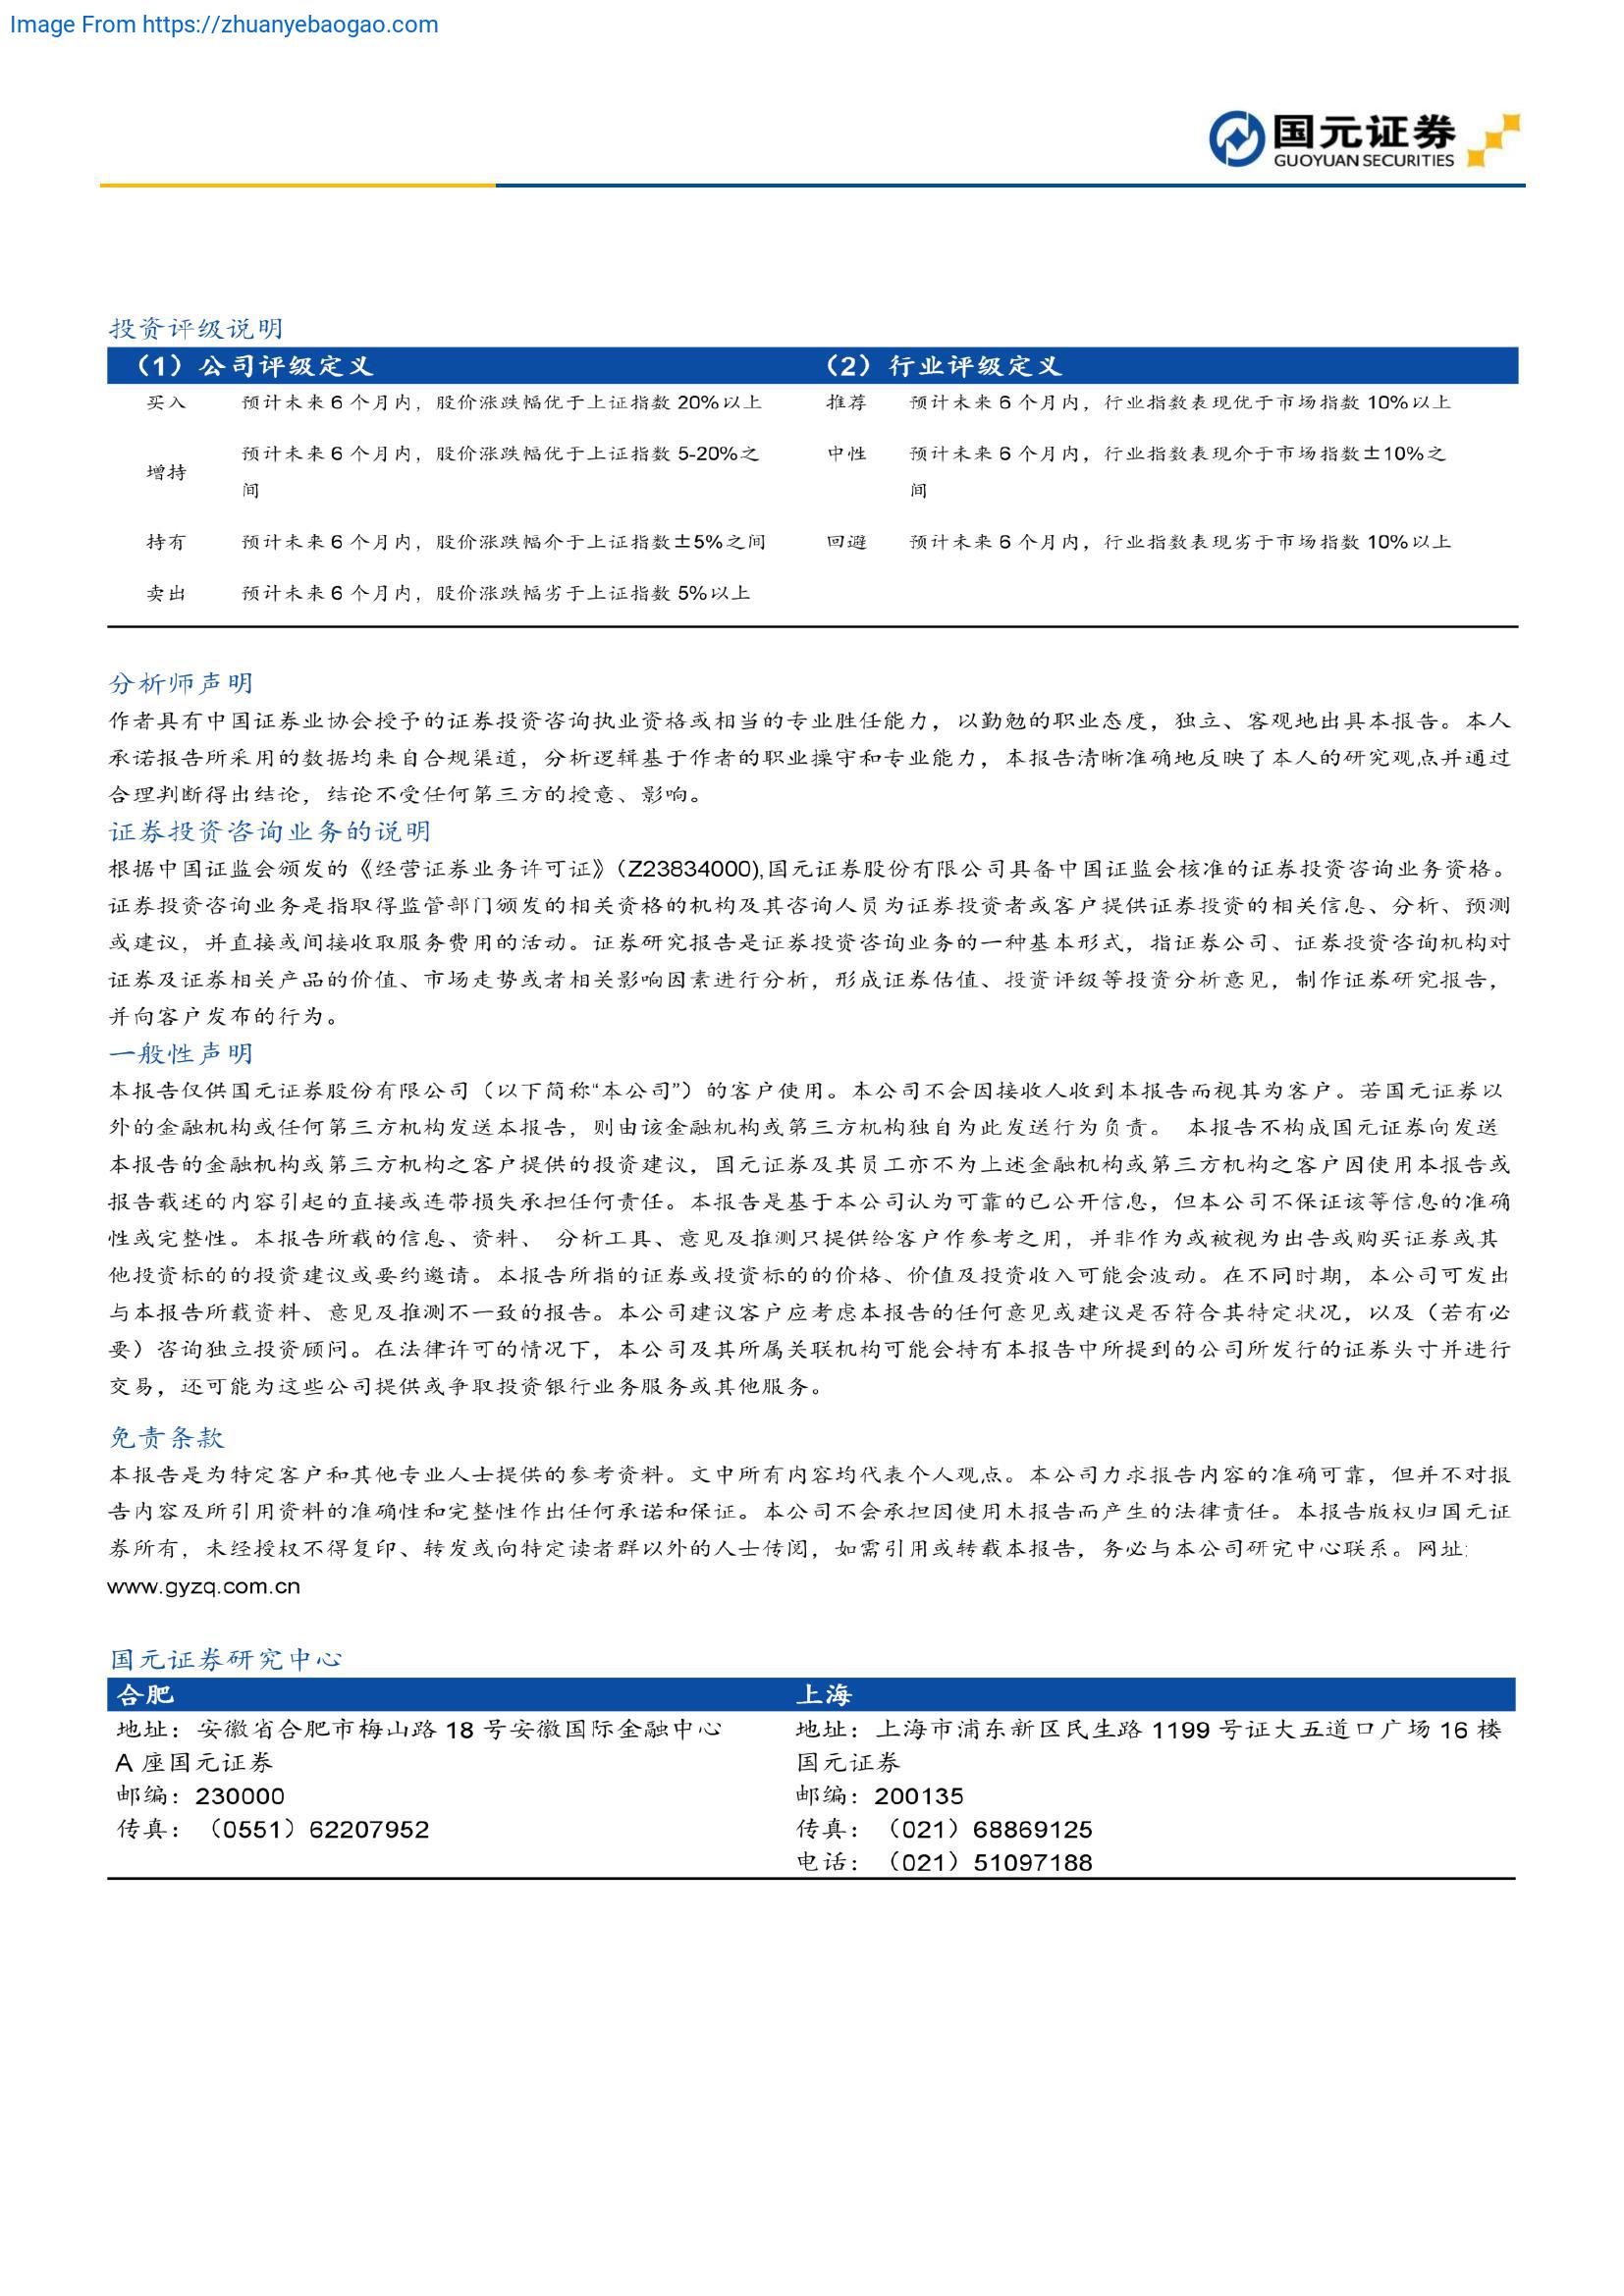 Image From https://zhuanyebaogao.com
国元证券
GUOYUAN SECURITIES
投资评级说明
（1）公司评级定义 （2）行业评级定义
买入 预计未来 6 个月内，股价涨跌幅优于上证指数 20%以上 推荐 预计未来 6 个月内，行业指数表现优于市场指数 10%以上
增持 预计未来 6 个月内，股价涨跌幅优于上证指数 5-20%之 中性 预计未来 6 个月内，行业指数表现介于市场指数±10%之
间 间
持有 预计未来 6 个月内，股价涨跌幅介于上证指数±5%之间 回避 预计未来 6 个月内，行业指数表现劣于市场指数 10%以上
卖出 预计未来 6 个月内，股价涨跌幅劣于上证指数 5%以上
分析师声明
作者具有中国证券业协会授予的证券投资咨询执业资格或相当的专业胜任能力，以勤勉的职业态度，独立、客观地出具本报告。本人
承诺报告所采用的数据均来自合规渠道，分析逻辑基于作者的职业操守和专业能力，本报告清晰准确地反映了本人的研究观点并通过
合理判断得出结论，结论不受任何第三方的授意、影响。
证券投资咨询业务的说明
根据中国证监会颁发的《经营证券业务许可证》（Z23834000),国元证券股份有限公司具备中国证监会核准的证券投资咨询业务资格。
证券投资咨询业务是指取得监管部门颁发的相关资格的机构及其咨询人员为证券投资者或客户提供证券投资的相关信息、分析、预测
或建议，并直接或间接收取服务费用的活动。证券研究报告是证券投资咨询业务的一种基本形式，指证券公司、证券投资咨询机构对
证券及证券相关产品的价值、市场走势或者相关影响因素进行分析，形成证券估值、投资评级等投资分析意见，制作证券研究报告，
并向客户发布的行为。
一般性声明
本报告仅供国元证券股份有限公司（以下简称“本公司”）的客户使用。本公司不会因接收人收到本报告而视其为客户。若国元证券以
外的金融机构或任何第三方机构发送本报告，则由该金融机构或第三方机构独自为此发送行为负责。 本报告不构成国元证券向发送
本报告的金融机构或第三方机构之客户提供的投资建议，国元证券及其员工亦不为上述金融机构或第三方机构之客户因使用本报告或
报告载述的内容引起的直接或连带损失承担任何责任。本报告是基于本公司认为可靠的已公开信息，但本公司不保证该等信息的准确
性或完整性。本报告所载的信息、资料、 分析工具、意见及推测只提供给客户作参考之用，并非作为或被视为出告或购买证券或其
他投资标的的投资建议或要约邀请。本报告所指的证券或投资标的的价格、价值及投资收入可能会波动。在不同时期，本公司可发出
与本报告所载资料、意见及推测不一致的报告。本公司建议客户应考虑本报告的任何意见或建议是否符合其特定状况，以及（若有必
要）咨询独立投资顾问。在法律许可的情况下，本公司及其所属关联机构可能会持有本报告中所提到的公司所发行的证券头寸并进行
交易，还可能为这些公司提供或争取投资银行业务服务或其他服务。
免责条款
本报告是为特定客户和其他专业人士提供的参考资料。文中所有内容均代表个人观点。本公司力求报告内容的准确可靠，但并不对报
告内容及所引用资料的准确性和完整性作出任何承诺和保证。本公司不会承担因使用本报告而产生的法律责任。本报告版权归国元证
券所有，未经授权不得复印、转发或向特定读者群以外的人士传阅，如需引用或转载本报告，务必与本公司研究中心联系。网址:
www.gyzq.com.cn
国元证券研究中心
合肥 上海
地址：安徽省合肥市梅山路 18 号安徽国际金融中心 地址：上海市浦东新区民生路 1199 号证大五道口广场 16 楼
A 座国元证券 国元证券
邮编：230000 邮编：200135
传真：（0551）62207952 传真：（021）68869125
电话：（021）51097188